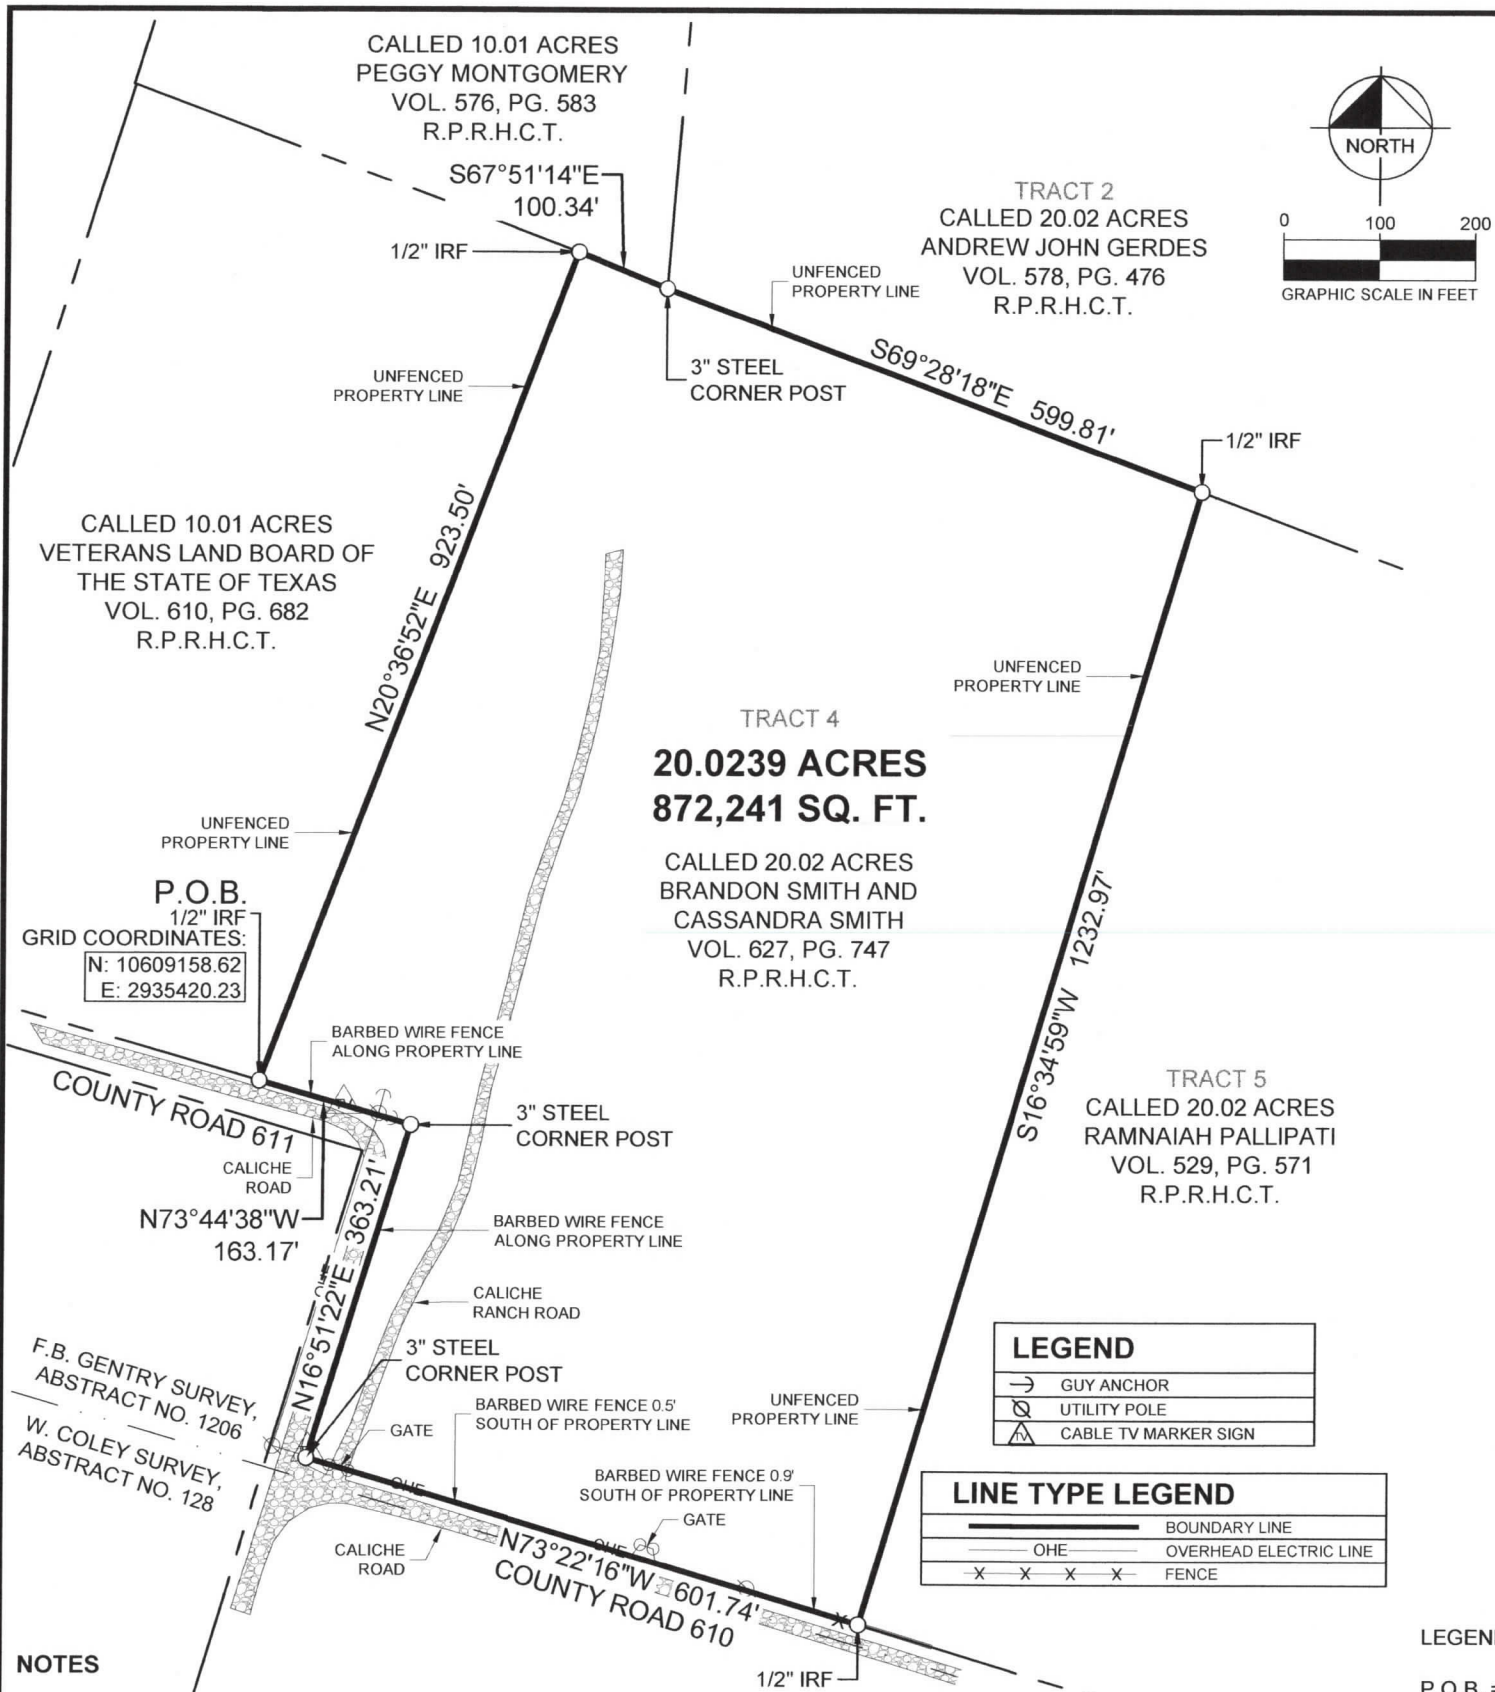 CALLED 10.01 ACRES
PEGGY MONTGOMERY
VOL. 576, PG. 583
R.P.R.H.C.T.
S67°51'14"E
100.34'
1/2" IRF
NORTH
0 100 200
GRAPHIC SCALE IN FEET
TRACT 2
CALLED 20.02 ACRES
ANDREW JOHN GERDES
VOL. 578, PG. 476
R.P.R.H.C.T.
UNFENCED
PROPERTY LINE
3" STEEL
CORNER POST
S69°28'18"E 599.81'
1/2" IRF
UNFENCED
PROPERTY LINE
CALLED 10.01 ACRES
VETERANS LAND BOARD OF
THE STATE OF TEXAS
VOL. 610, PG. 682
R.P.R.H.C.T.
N20°36'52"E 923.50'
UNFENCED
PROPERTY LINE
TRACT 4
20.0239 ACRES
872,241 SQ. FT.
CALLED 20.02 ACRES
BRANDON SMITH AND
CASSANDRA SMITH
VOL. 627, PG. 747
R.P.R.H.C.T.
UNFENCED
PROPERTY LINE
S16°34'59"W 1232.97'
P.O.B.
1/2" IRF
GRID COORDINATES:
N: 10609158.62
E: 2935420.23
BARBED WIRE FENCE
ALONG PROPERTY LINE
COUNTY ROAD 611
CALICHE
ROAD
N73°44'38"W
163.17'
3" STEEL
CORNER POST
TRACT 5
CALLED 20.02 ACRES
RAMNAIAH PALLIPATI
VOL. 529, PG. 571
R.P.R.H.C.T.
N16°51'22"E 363.21'
OHE
BARBED WIRE FENCE
ALONG PROPERTY LINE
CALICHE
RANCH ROAD
3" STEEL
CORNER POST
F.B. GENTRY SURVEY,
ABSTRACT NO. 1206
W. COLEY SURVEY,
ABSTRACT NO. 128
GATE
BARBED WIRE FENCE 0.5'
SOUTH OF PROPERTY LINE
UNFENCED
PROPERTY LINE
OHE
BARBED WIRE FENCE 0.9'
SOUTH OF PROPERTY LINE
GATE
OHE
CALICHE
ROAD
N73°22'16"W 601.74'
COUNTY ROAD 610
X
1/2" IRF
LEGEND
GUY ANCHOR
UTILITY POLE
TV CABLE TV MARKER SIGN
LINE TYPE LEGEND
BOUNDARY LINE
OHE OVERHEAD ELECTRIC LINE
X X X X FENCE
NOTES
LEGEN
P.O.B. =